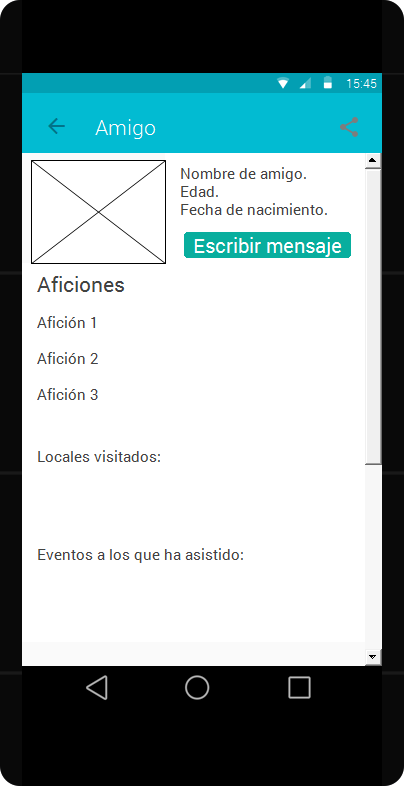 15:45
Amigo
Nombre de amigo.
Edad.
Fecha de nacimiento.
Escribir mensaje
Aficiones
Afición 1
Afición 2
Afición 3
Locales visitados:
Eventos a los que ha asistido: